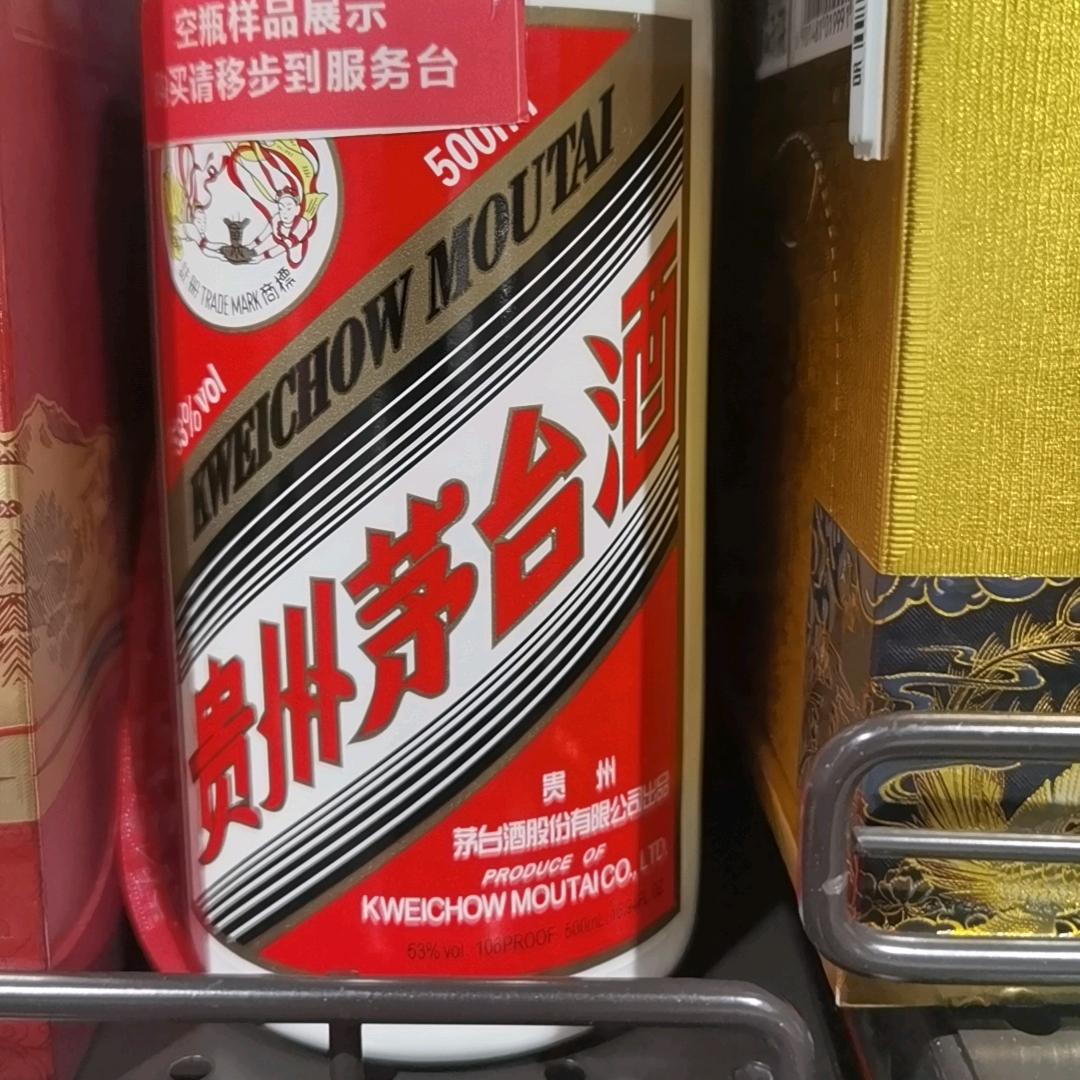 空瓶样品展示
买请移步到服务台
500ml
TRADE MARK 商標
53%vol
KWEICHOW MOUTAI
贵州茅台酒
贵 州
茅台酒股份有限公司出品
PRODUCE OF
KWEICHOW MOUTAI CO., LTD.
53% vol 106PROOF 500mL